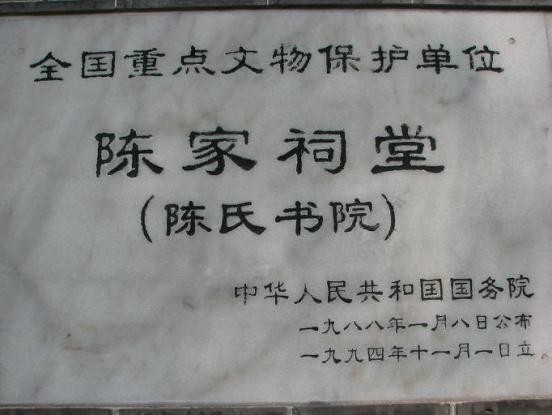 全国重点文物保护单位
陈家祠堂
(陈氏书院)
中华人民共和国国务院
一九八八年一月八日公布
一九九四年十一月一日立